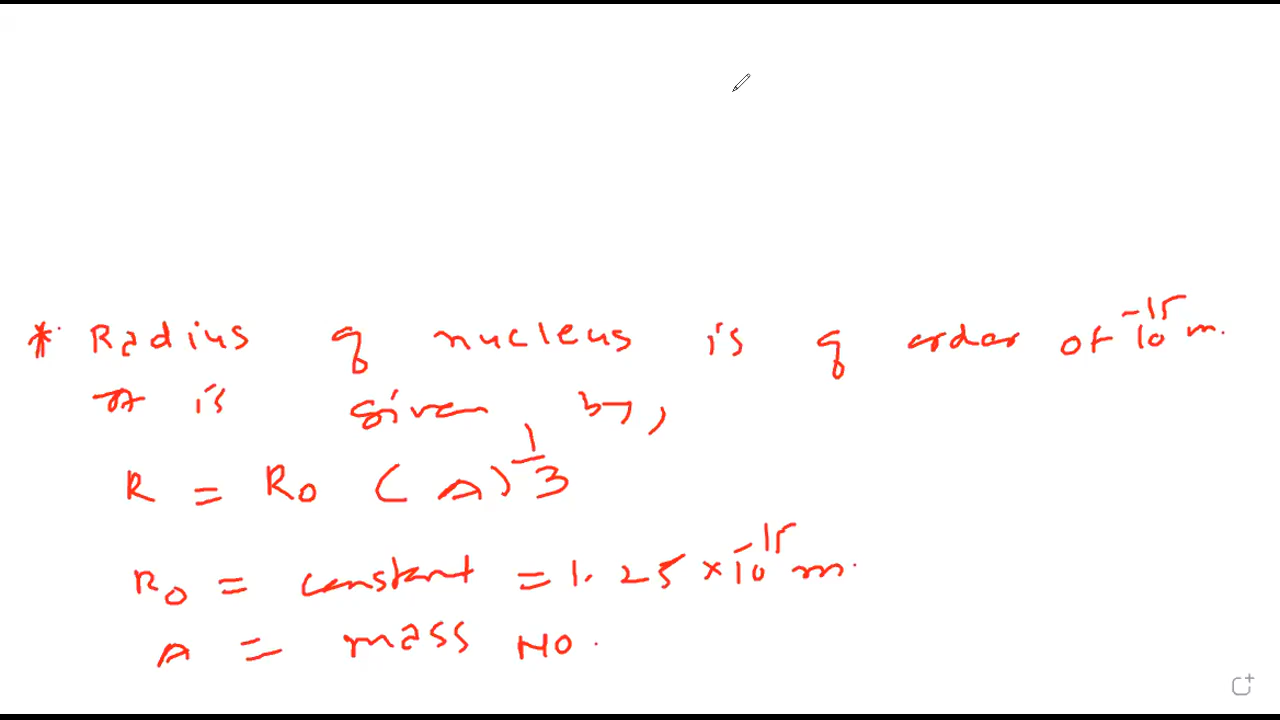 * Radius of nucleus is of order of 10⁻¹⁵ m.
It is given by,
R = R₀ (A)^1/3
R₀ = constant = 1.25 × 10⁻¹⁵ m.
A = mass No.